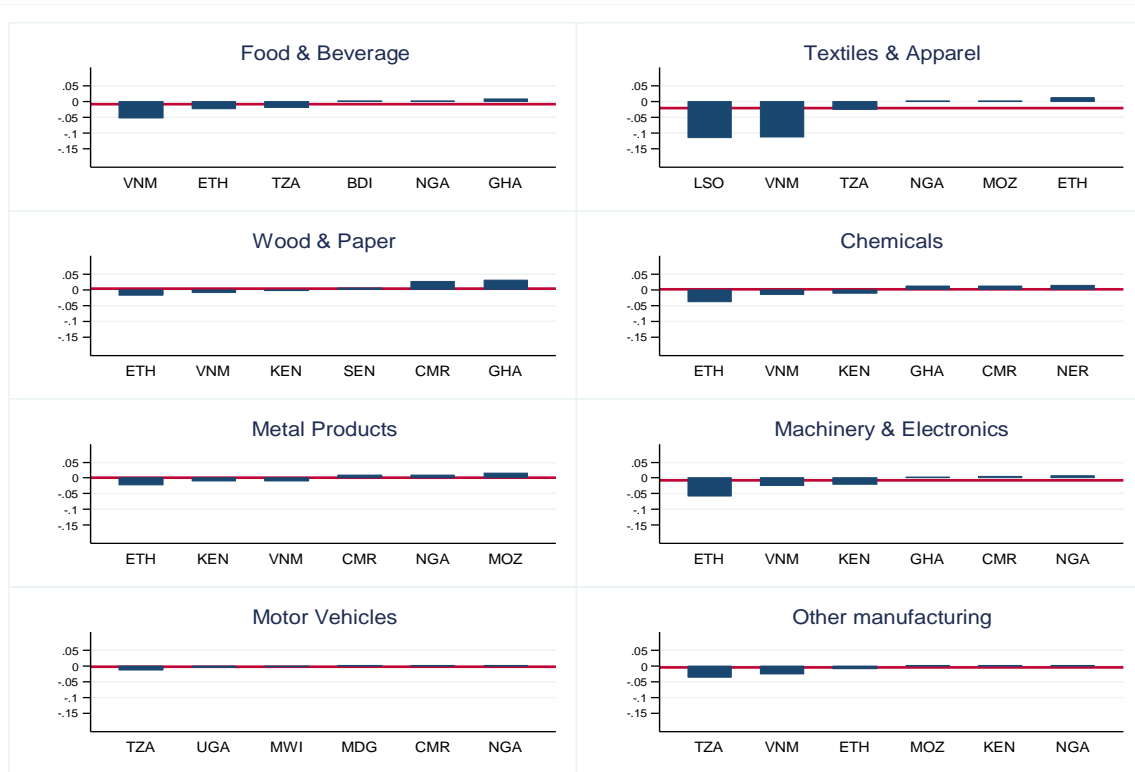 Food & Beverage
.05
0
-.05
-.1
-.15
VNM ETH TZA BDI NGA GHA
Textiles & Apparel
.05
0
-.05
-.1
-.15
LSO VNM TZA NGA MOZ ETH
Wood & Paper
.05
0
-.05
-.1
-.15
ETH VNM KEN SEN CMR GHA
Chemicals
.05
0
-.05
-.1
-.15
ETH VNM KEN GHA CMR NER
Metal Products
.05
0
-.05
-.1
-.15
ETH KEN VNM CMR NGA MOZ
Machinery & Electronics
.05
0
-.05
-.1
-.15
ETH VNM KEN GHA CMR NGA
Motor Vehicles
.05
0
-.05
-.1
-.15
TZA UGA MWI MDG CMR NGA
Other manufacturing
.05
0
-.05
-.1
-.15
TZA VNM ETH MOZ KEN NGA